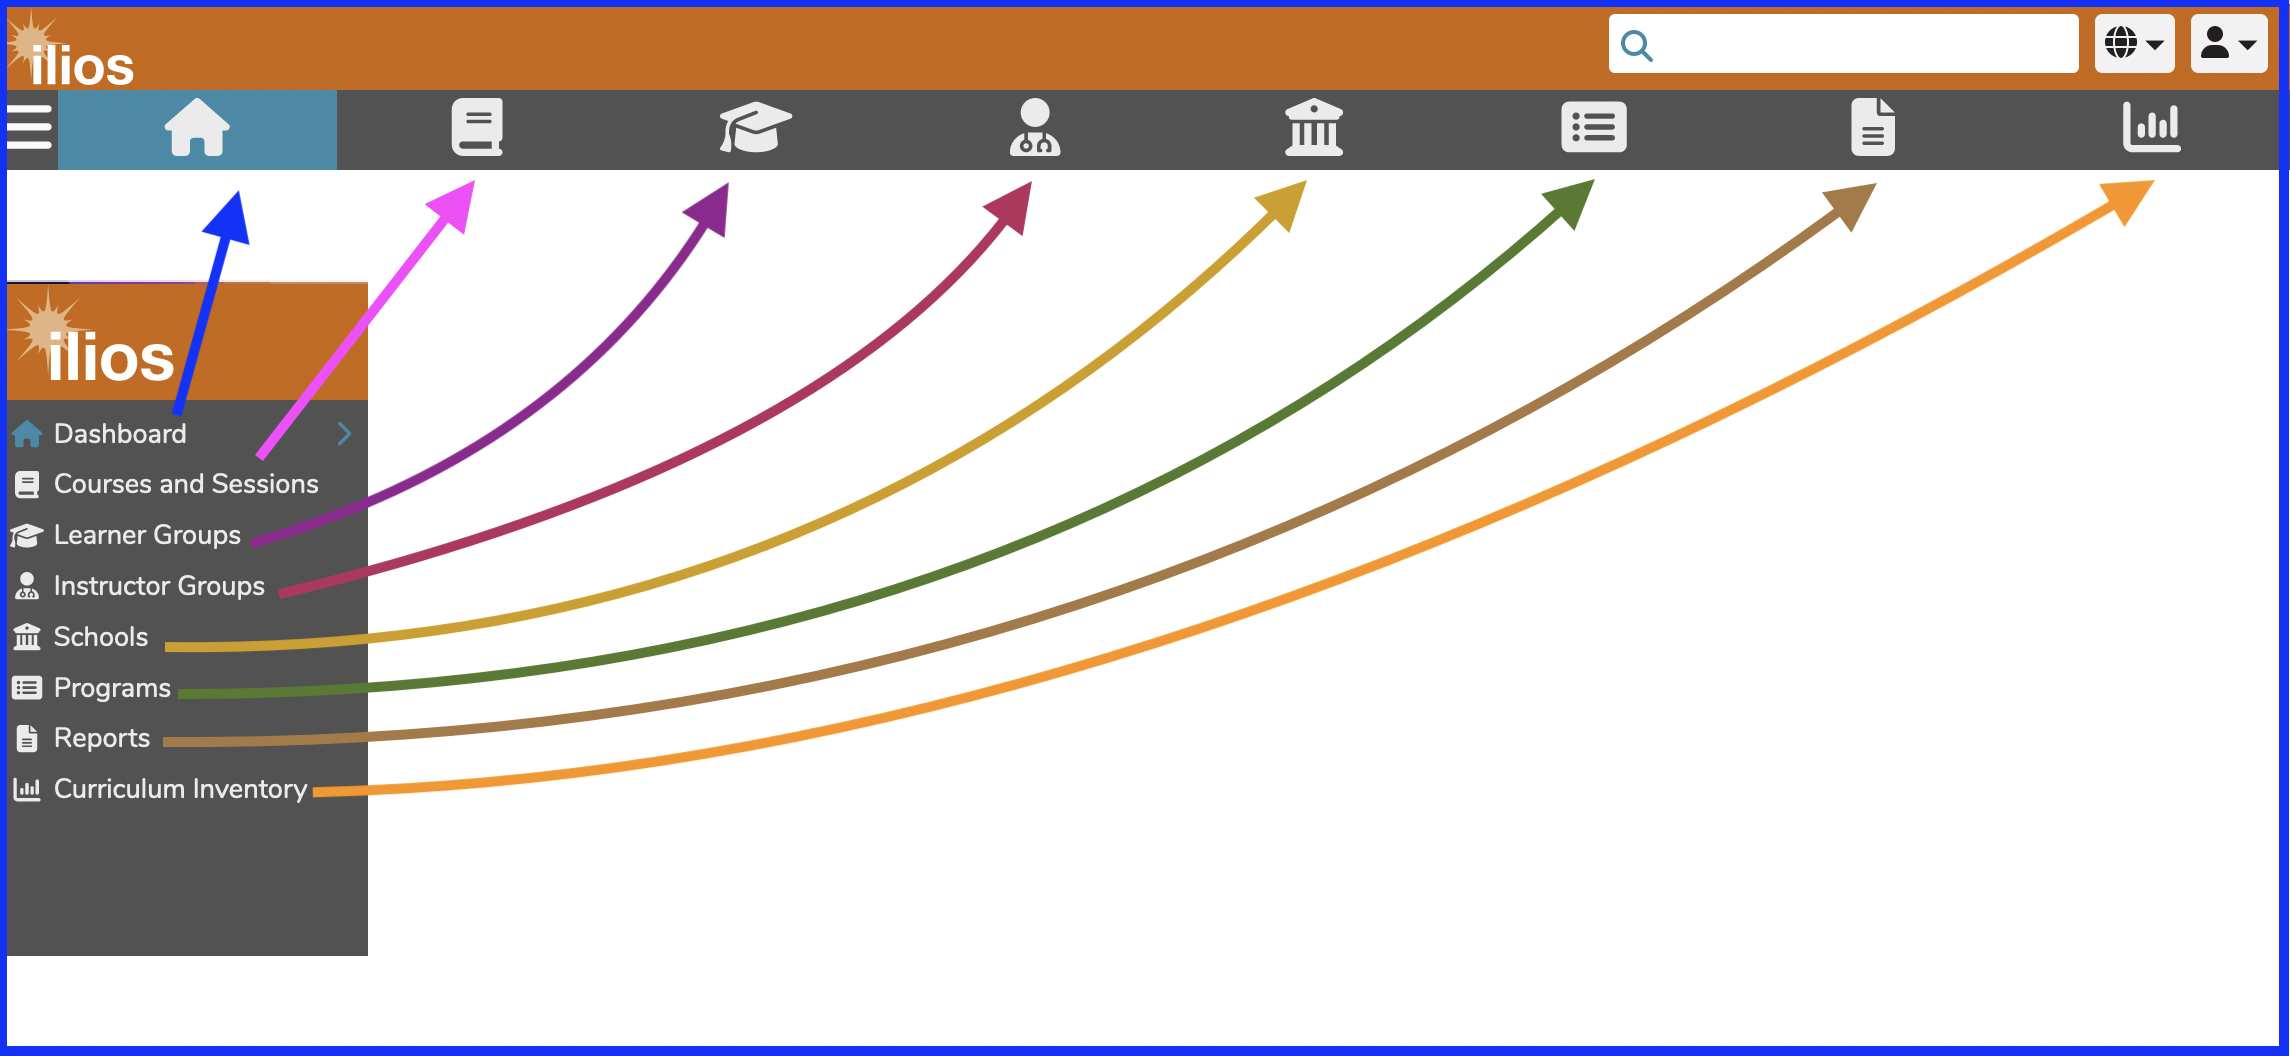 ilios
ilios
Dashboard
Courses and Sessions
Learner Groups
Instructor Groups
Schools
Programs
Reports
Curriculum Inventory